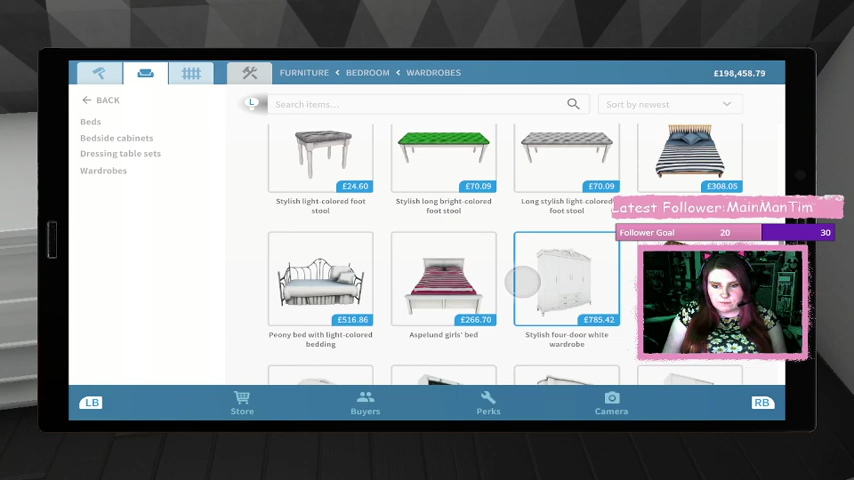 FURNITURE < BEDROOM < WARDROBES
£198,458.79
BACK
L
Search items...
Sort by newest
Beds
Bedside cabinets
Dressing table sets
Wardrobes
£24.60
£70.09
£70.09
£308.05
Stylish light-colored foot
stool
Stylish long bright-colored
foot stool
Long stylish light-colored
foot stool
Latest Follower:MainManTim
Follower Goal 20 30
£516.86
£266.70
£785.42
Peony bed with light-colored
bedding
Aspelund girls' bed
Stylish four-door white
wardrobe
LB
Store
Buyers
Perks
Camera
RB